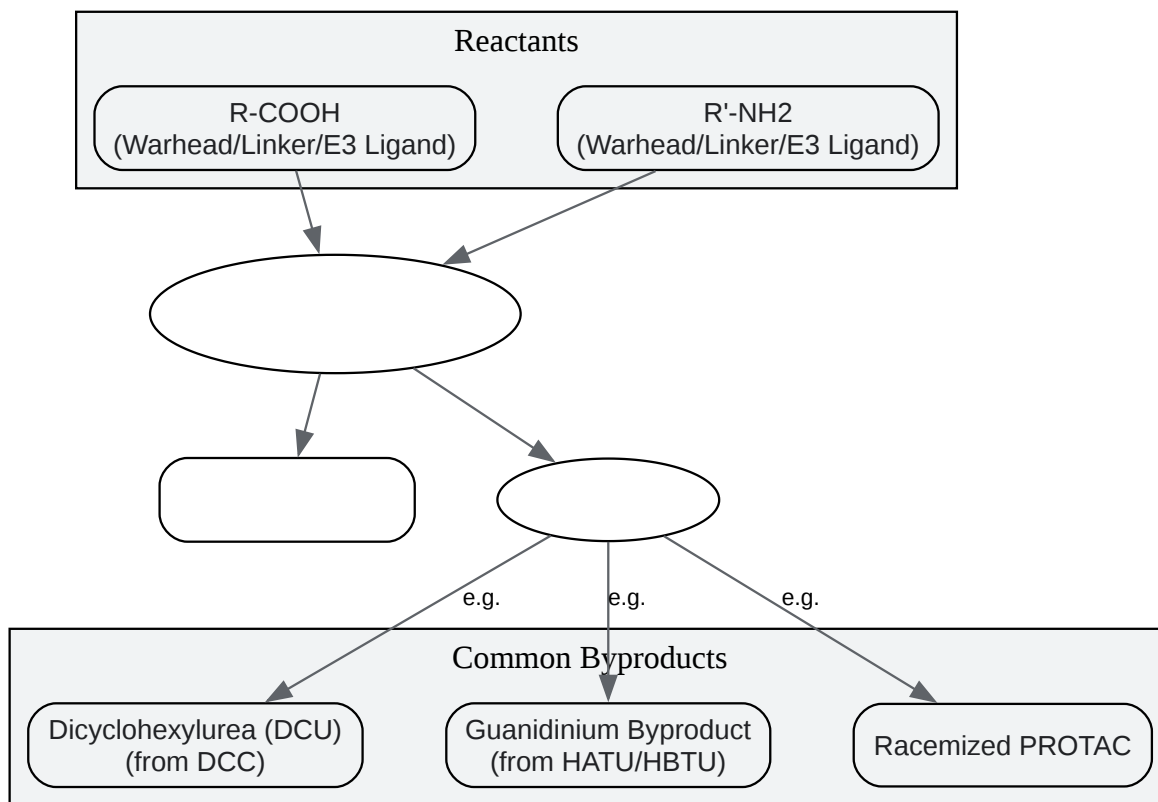 Reactants
R-COOH
(Warhead/Linker/E3 Ligand)
R'-NH2
(Warhead/Linker/E3 Ligand)
e.g.
e.g.
e.g.
Common Byproducts
Dicyclohexylurea (DCU)
(from DCC)
Guanidinium Byproduct
(from HATU/HBTU)
Racemized PROTAC